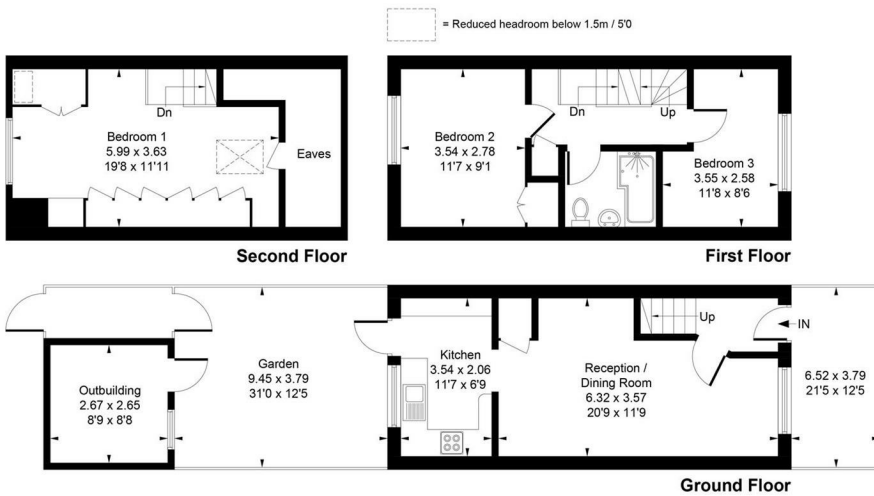 = Reduced headroom below 1.5m / 5'0
Dn
Bedroom 1
5.99 x 3.63
19'8 x 11'11
Eaves
Second Floor
Bedroom 2
3.54 x 2.78
11'7 x 9'1
Dn
Up
Bedroom 3
3.55 x 2.58
11'8 x 8'6
First Floor
Outbuilding
2.67 x 2.65
8'9 x 8'8
Garden
9.45 x 3.79
31'0 x 12'5
Kitchen
3.54 x 2.06
11'7 x 6'9
Reception /
Dining Room
6.32 x 3.57
20'9 x 11'9
Up
IN
6.52 x 3.79
21'5 x 12'5
Ground Floor